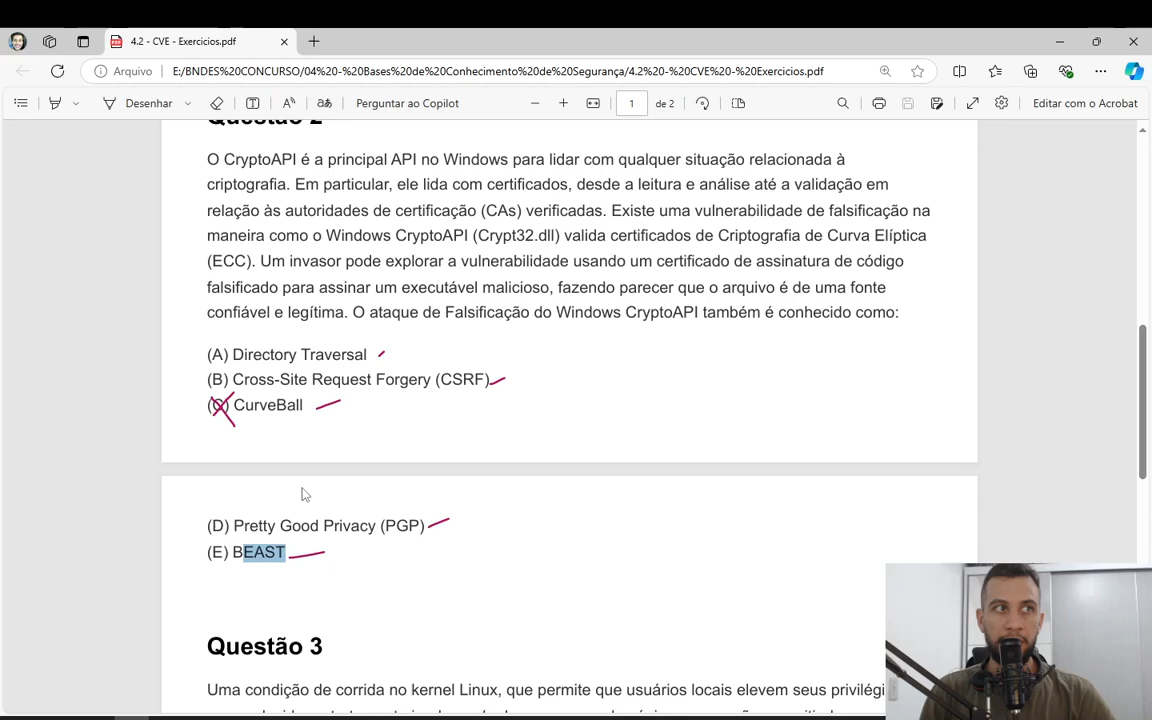 4.2 - CVE - Exercicios.pdf
Arquivo
E:/BNDES%20CONCURSO/04%20-%20Bases%20de%20Conhecimento%20de%20Segurança/4.2%20-%20CVE%20-%20Exercicios.pdf
Desenhar
Perguntar ao Copilot
1
de 2
Editar com o Acrobat
Questão 2
O CryptoAPI é a principal API no Windows para lidar com qualquer situação relacionada à
criptografia. Em particular, ele lida com certificados, desde a leitura e análise até a validação em
relação às autoridades de certificação (CAs) verificadas. Existe uma vulnerabilidade de falsificação na
maneira como o Windows CryptoAPI (Crypt32.dll) valida certificados de Criptografia de Curva Elíptica
(ECC). Um invasor pode explorar a vulnerabilidade usando um certificado de assinatura de código
falsificado para assinar um executável malicioso, fazendo parecer que o arquivo é de uma fonte
confiável e legítima. O ataque de Falsificação do Windows CryptoAPI também é conhecido como:
(A) Directory Traversal
(B) Cross-Site Request Forgery (CSRF)
(C) CurveBall
(D) Pretty Good Privacy (PGP)
(E) BEAST
Questão 3
Uma condição de corrida no kernel Linux, que permite que usuários locais elevem seus privilégi